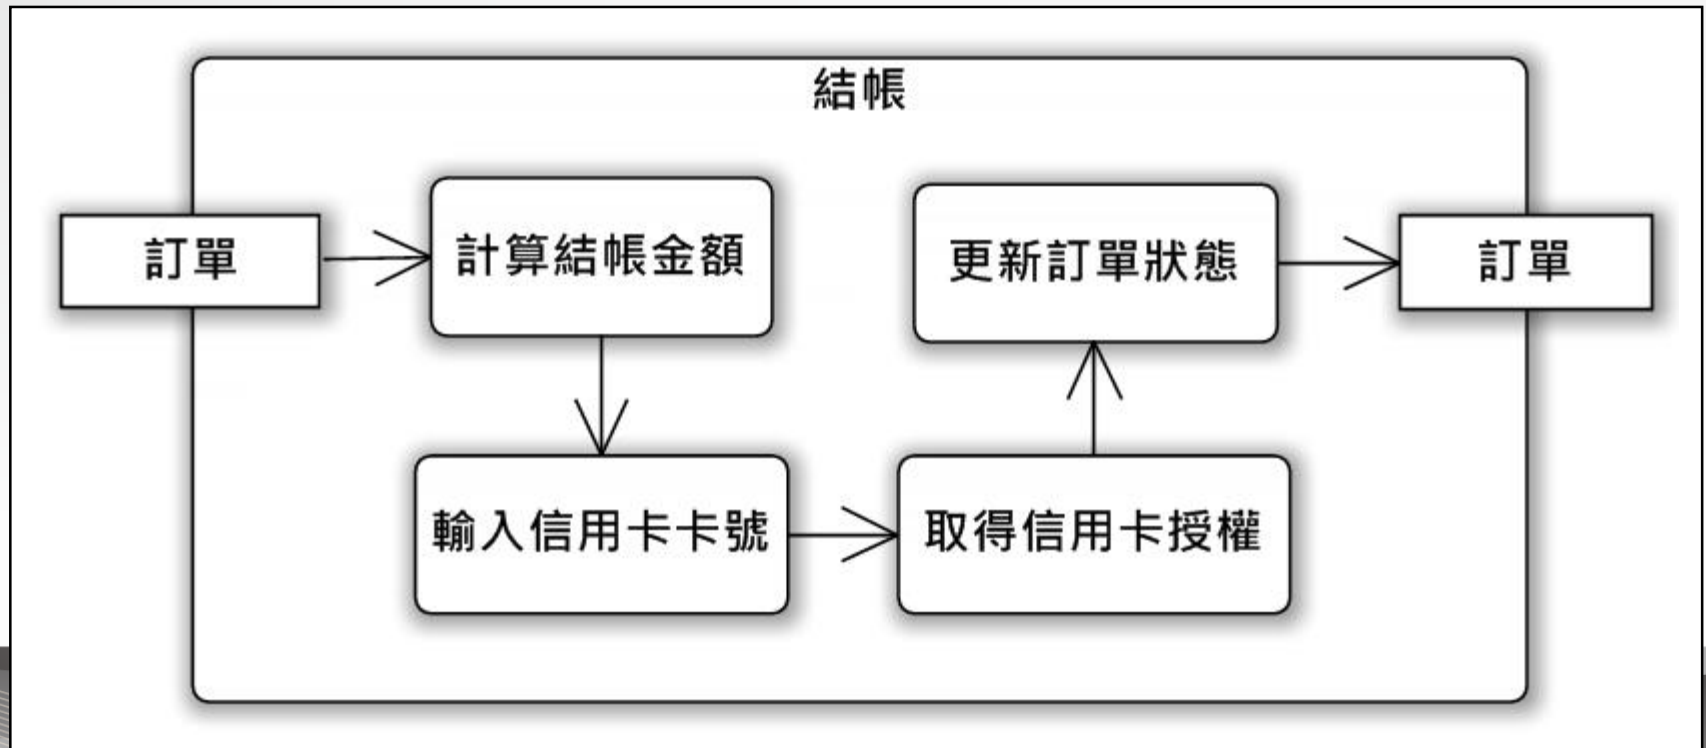 結帳
訂單
計算結帳金額
輸入信用卡卡號
取得信用卡授權
更新訂單狀態
訂單